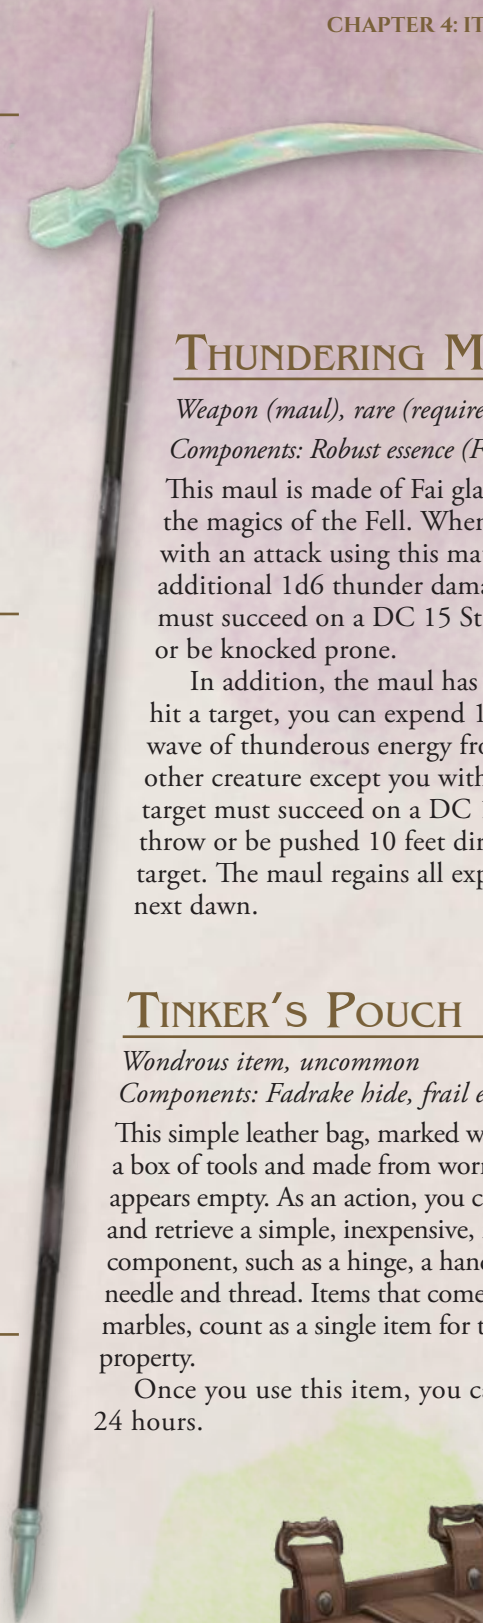 CHAPTER 4: IT
THUNDERING M
Weapon (maul), rare (require
Components: Robust essence (F
This maul is made of Fai gla
the magics of the Fell. When
with an attack using this ma
additional 1d6 thunder dama
must succeed on a DC 15 St
or be knocked prone.
In addition, the maul has
hit a target, you can expend 1
wave of thunderous energy fro
other creature except you with
target must succeed on a DC 1
throw or be pushed 10 feet dir
target. The maul regains all exp
next dawn.
TINKER'S POUCH
Wondrous item, uncommon
Components: Fadrake hide, frail e
This simple leather bag, marked w
a box of tools and made from worn
appears empty. As an action, you c
and retrieve a simple, inexpensive,
component, such as a hinge, a hand
needle and thread. Items that come
marbles, count as a single item for t
property.
Once you use this item, you ca
24 hours.